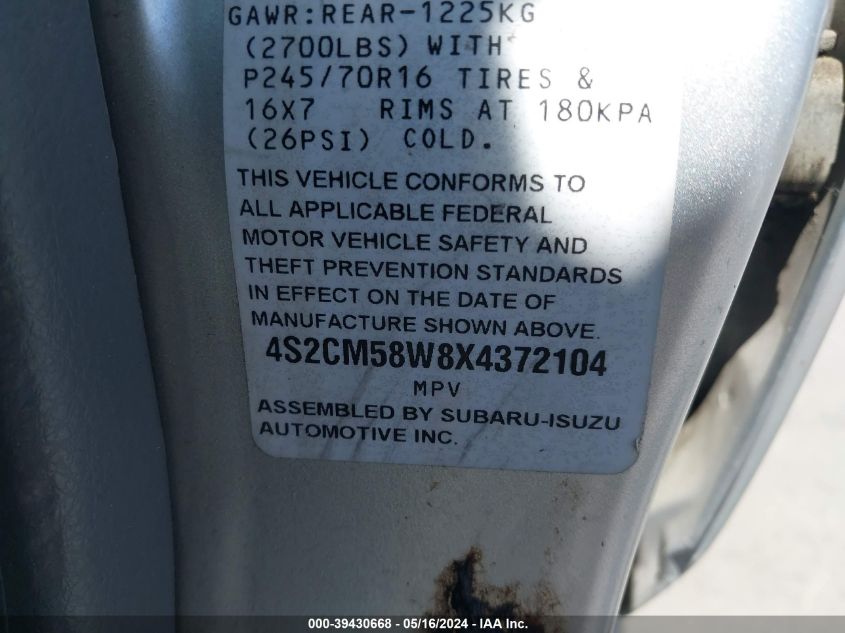 GAWR:REAR-1225KG
(2700LBS) WITH
P245/70R16 TIRES &
16X7 RIMS AT 180KPA
(26PSI) COLD.
THIS VEHICLE CONFORMS TO
ALL APPLICABLE FEDERAL
MOTOR VEHICLE SAFETY AND
THEFT PREVENTION STANDARDS
IN EFFECT ON THE DATE OF
MANUFACTURE SHOWN ABOVE.
4S2CM58W8X4372104
MPV
ASSEMBLED BY SUBARU-ISUZU
AUTOMOTIVE INC.
000-39430668 - 05/16/2024 - IAA Inc.